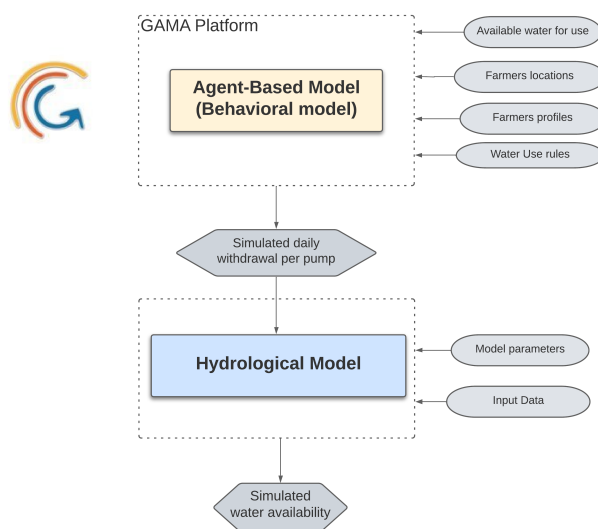 GAMA Platform
Available water for use
Agent-Based Model
(Behavioral model)
Farmers locations
Farmers profiles
Water Use rules
Simulated daily
withdrawal per pump
Hydrological Model
Model parameters
Input Data
Simulated
water availability